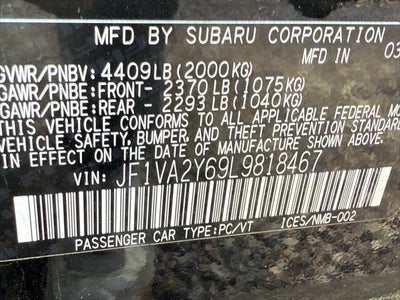 MFD BY SUBARU CORPORATION
MFD IN 03
GVWR/PNBV: 4409LB(2000KG)
GAWR/PNBE:FRONT- 2370LB(1075KG)
GAWR/PNBE:REAR - 2293LB(1040KG)
THIS VEHICLE CONFORMS TO ALL APPLICABLE FEDERAL MO
VEHICLE SAFETY, BUMPER, AND THEFT PREVENTION STANDARD
IN EFFECT ON THE DATE OF MANUFACTURE SHOWN ABOVE.
VIN: JF1VA2Y69L9818467
PASSENGER CAR TYPE:PC/VT ICES/NMB-002